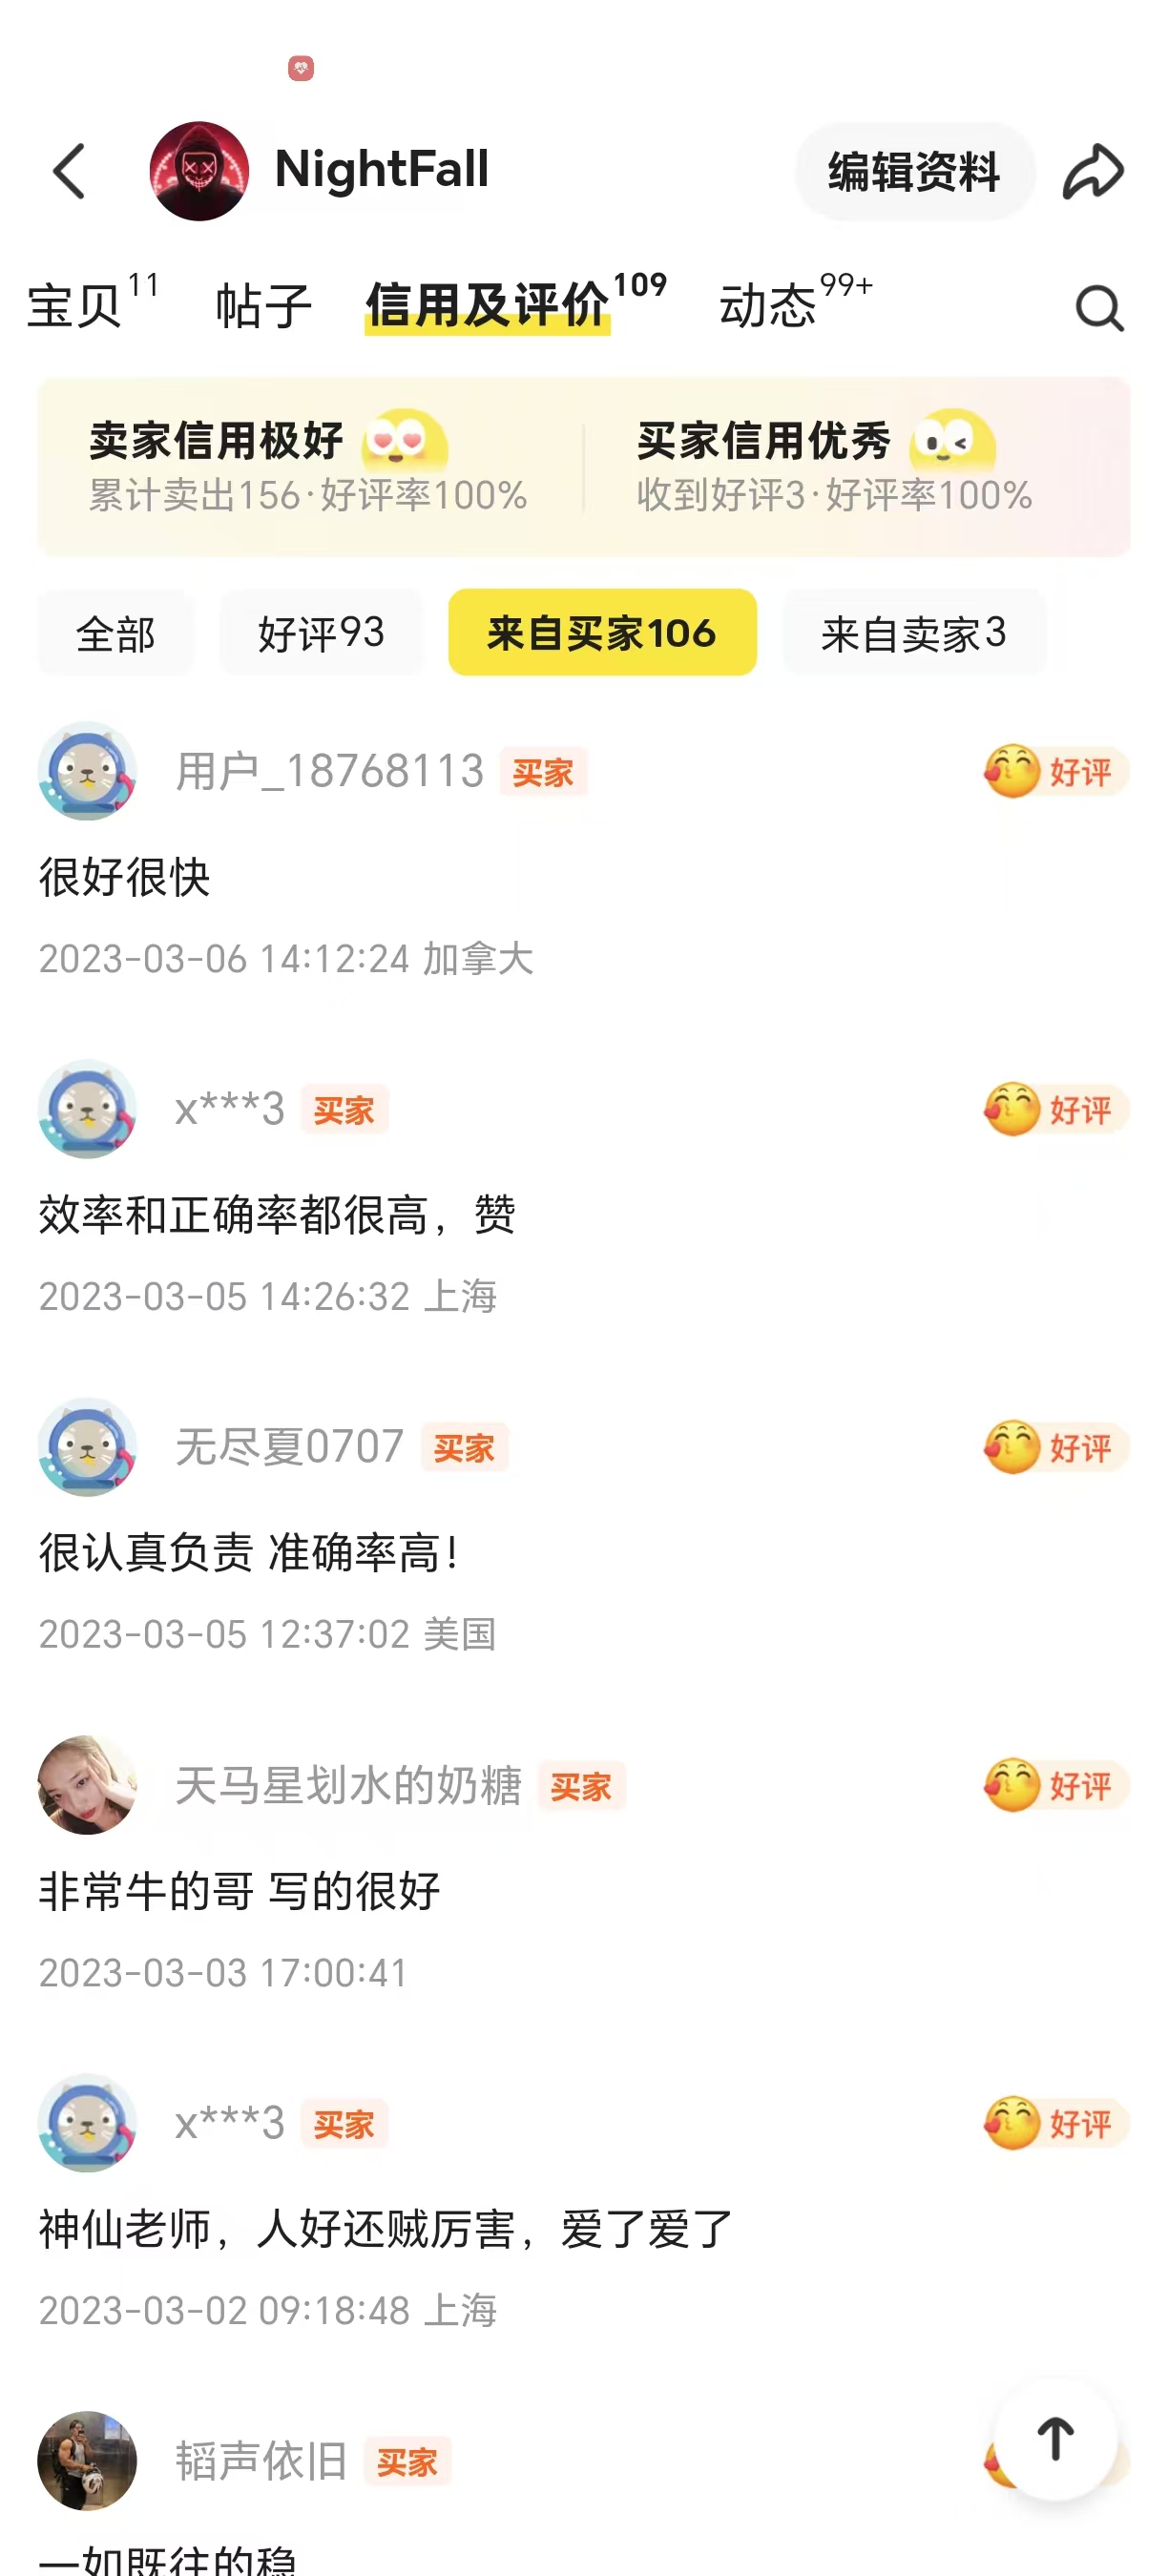 NightFall
编辑资料
宝贝11 帖子 信用及评价109 动态99+
卖家信用极好
累计卖出156·好评率100%
买家信用优秀
收到好评3·好评率100%
全部 好评93 来自买家106 来自卖家3
用户_18768113 买家 好评
很好很快
2023-03-06 14:12:24 加拿大
x***3 买家 好评
效率和正确率都很高，赞
2023-03-05 14:26:32 上海
无尽夏0707 买家 好评
很认真负责 准确率高！
2023-03-05 12:37:02 美国
天马星划水的奶糖 买家 好评
非常牛的哥 写的很好
2023-03-03 17:00:41
x***3 买家 好评
神仙老师，人好还贼厉害，爱了爱了
2023-03-02 09:18:48 上海
韬声依旧 买家
一如既往的稳